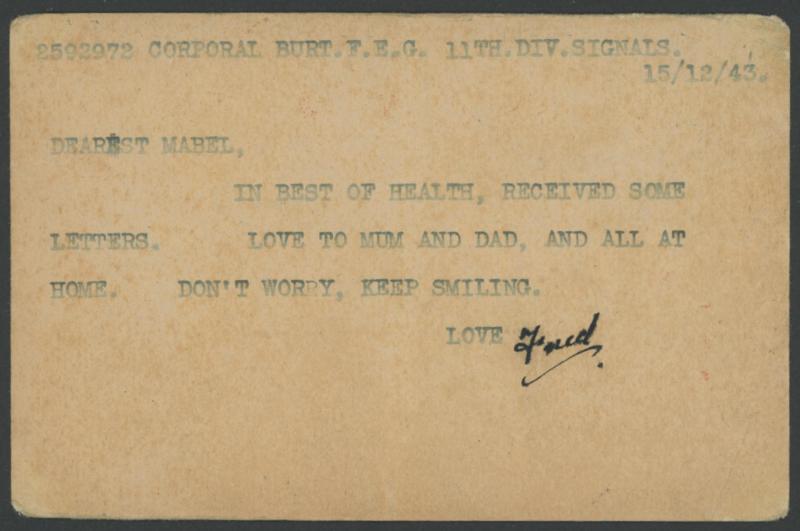 2592972 CORPORAL BURT.F.E.G. 11TH.DIV.SIGNALS.
15/12/43.
DEAREST MABEL,
IN BEST OF HEALTH, RECEIVED SOME
LETTERS. LOVE TO MUM AND DAD, AND ALL AT
HOME. DON'T WORRY, KEEP SMILING.
LOVE Fred.